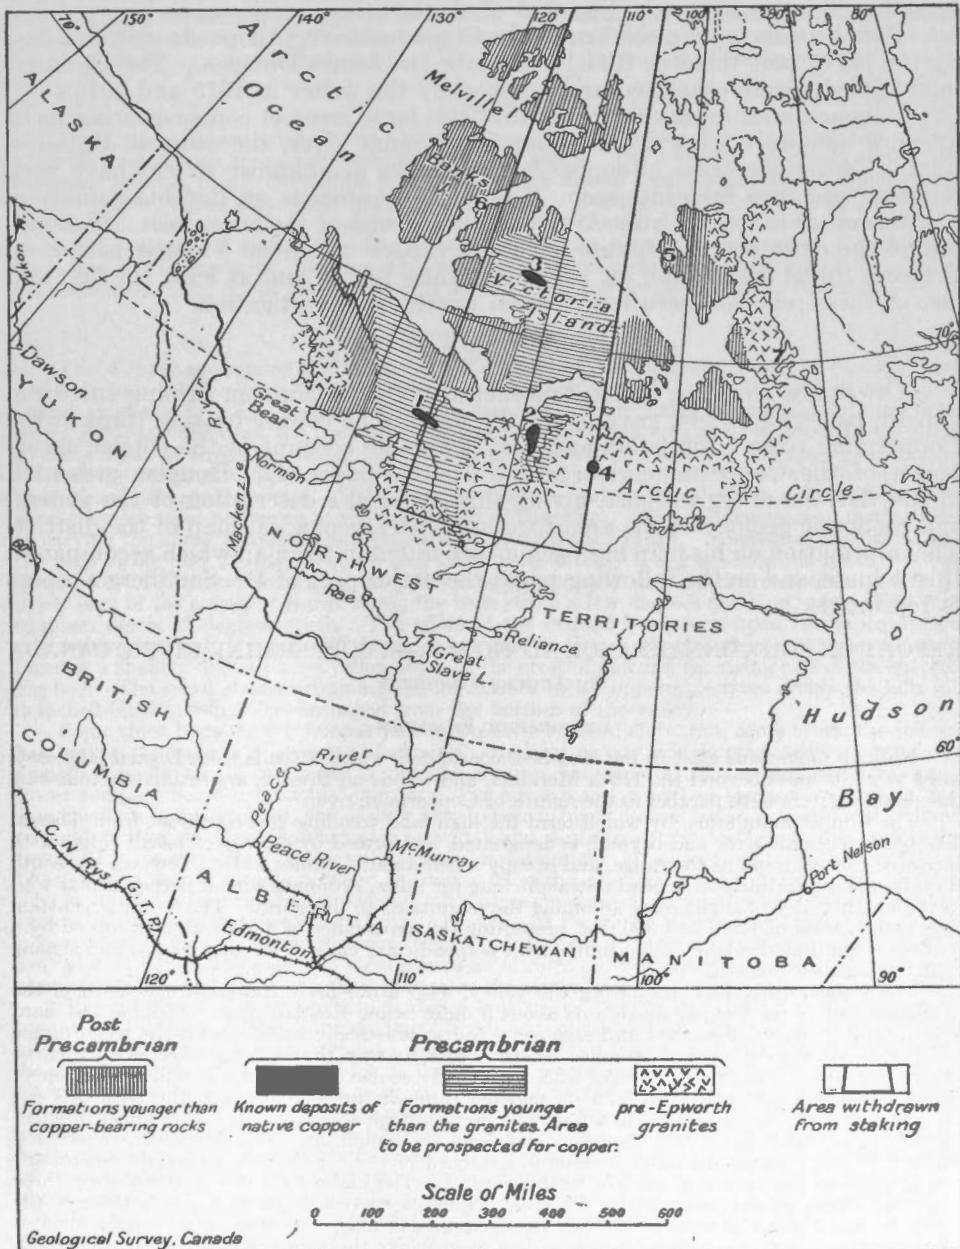 70°
150°
140°
130°
120°
110°
100°
90°
80°
ARCTIC
OCEAN
ALASKA
Melville I.
Banks I.
6
3
5
Victoria
Island
70°
7
Yukon R.
Dawson
YUKON
Mackenzie R.
Great
Bear L.
Norman
1
2
4
Arctic Circle
NORTHWEST
TERRITORIES
Rae
Reliance
Great
Slave L.
Hudson
60°
Bay
BRITISH
COLUMBIA
Peace River
Peace River
McMurray
Port Nelson
C.N.Rys. (G.T.P.)
ALBERTA
Edmonton
SASKATCHEWAN
MANITOBA
120°
110°
100°
90°
Post
Precambrian
Precambrian
Formations younger than
copper-bearing rocks
Known deposits of
native copper
Formations younger
than the granites. Area
to be prospected for copper.
pre-Epworth
granites
Area withdrawn
from staking
Scale of Miles
0 100 200 300 400 500 600
Geological Survey, Canada